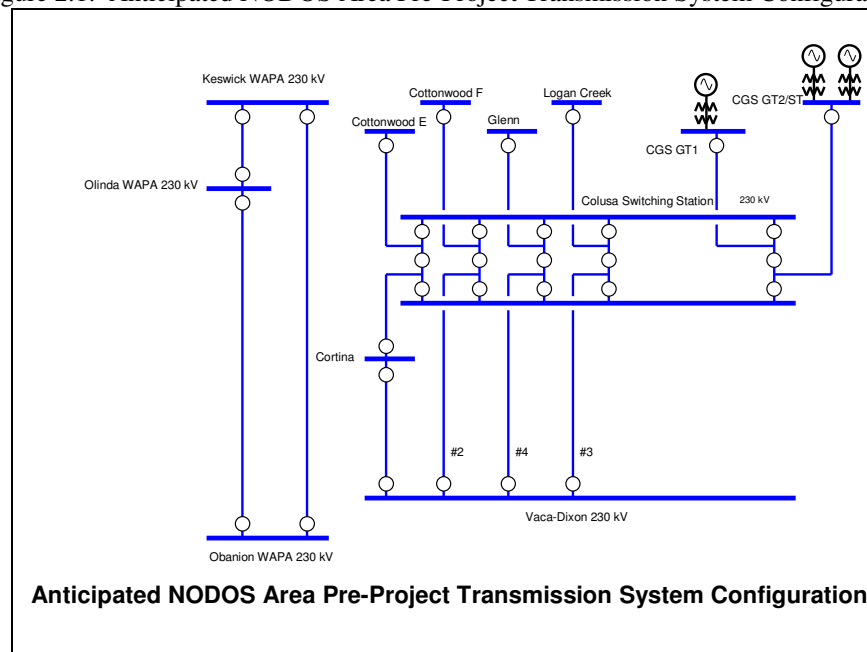 Figure 2.1. Anticipated NODOS Area Pre-Project Transmission System Configura
Keswick WAPA 230 kV
Cottonwood F
Logan Creek
CGS GT2/ST
Cottonwood E
Glenn
CGS GT1
Olinda WAPA 230 kV
Colusa Switching Station 230 kV
Cortina
#2
#4
#3
Vaca-Dixon 230 kV
Obanion WAPA 230 kV
Anticipated NODOS Area Pre-Project Transmission System Configuration